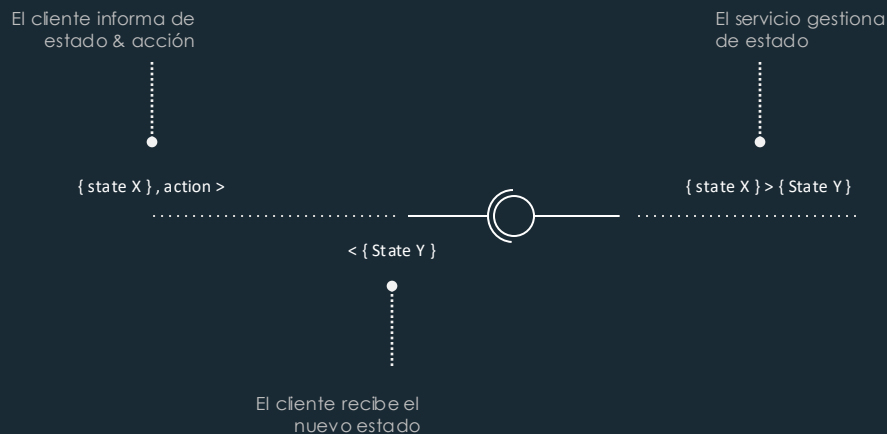 El cliente informa de
estado & acción
El servicio gestiona
de estado
{ state X } , action >
{ state X } > { State Y }
< { State Y }
El cliente recibe el
nuevo estado